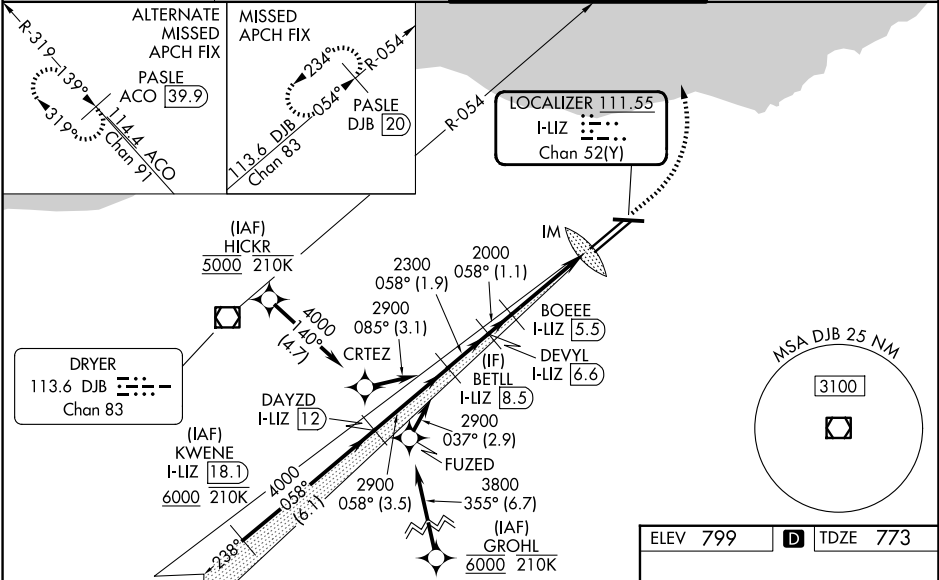 ALTERNATE
MISSED
APCH FIX
R-319
139°
319°
PASLE
ACO 39.9
114.4 ACO
Chan 91
MISSED
APCH FIX
234°
054°
R-054
PASLE
DJB 20
113.6 DJB
Chan 83
R-054
LOCALIZER 111.55
I-LIZ
Chan 52(Y)
IM
(IAF)
HICKR
5000 210K
4000
140°
(4.7)
2300
058° (1.9)
2000
058° (1.1)
2900
085° (3.1)
CRTEZ
BOEEE
I-LIZ 5.5
DEVYL
I-LIZ 6.6
(IF)
BETLL
I-LIZ 8.5
DRYER
113.6 DJB
Chan 83
DAYZD
I-LIZ 12
2900
037° (2.9)
FUZED
(IAF)
KWENE
I-LIZ 18.1
6000 210K
4000
058°
(6.1)
238°
2900
058° (3.5)
3800
355° (6.7)
(IAF)
GROHL
6000 210K
MSA DJB 25 NM
3100
ELEV 799 D TDZE 773